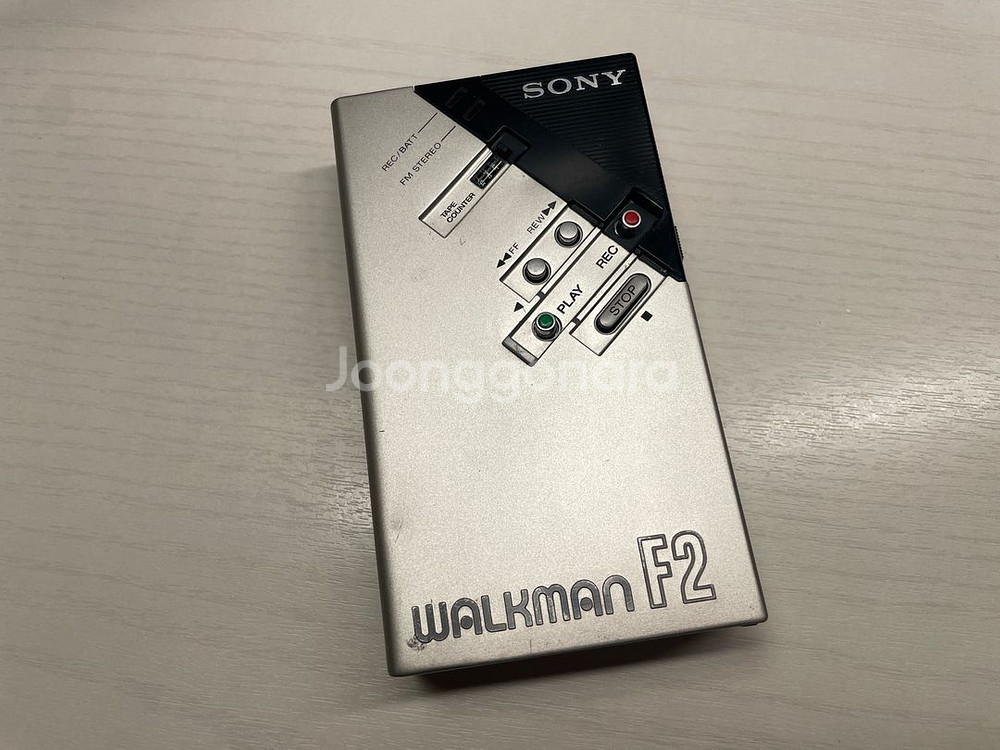 SONY
REC/BATT
FM STEREO
TAPE
COUNTER
REW ▶▶
◀◀ FF
REC
◀ PLAY
STOP ■
Joonggonara
WALKMAN F2